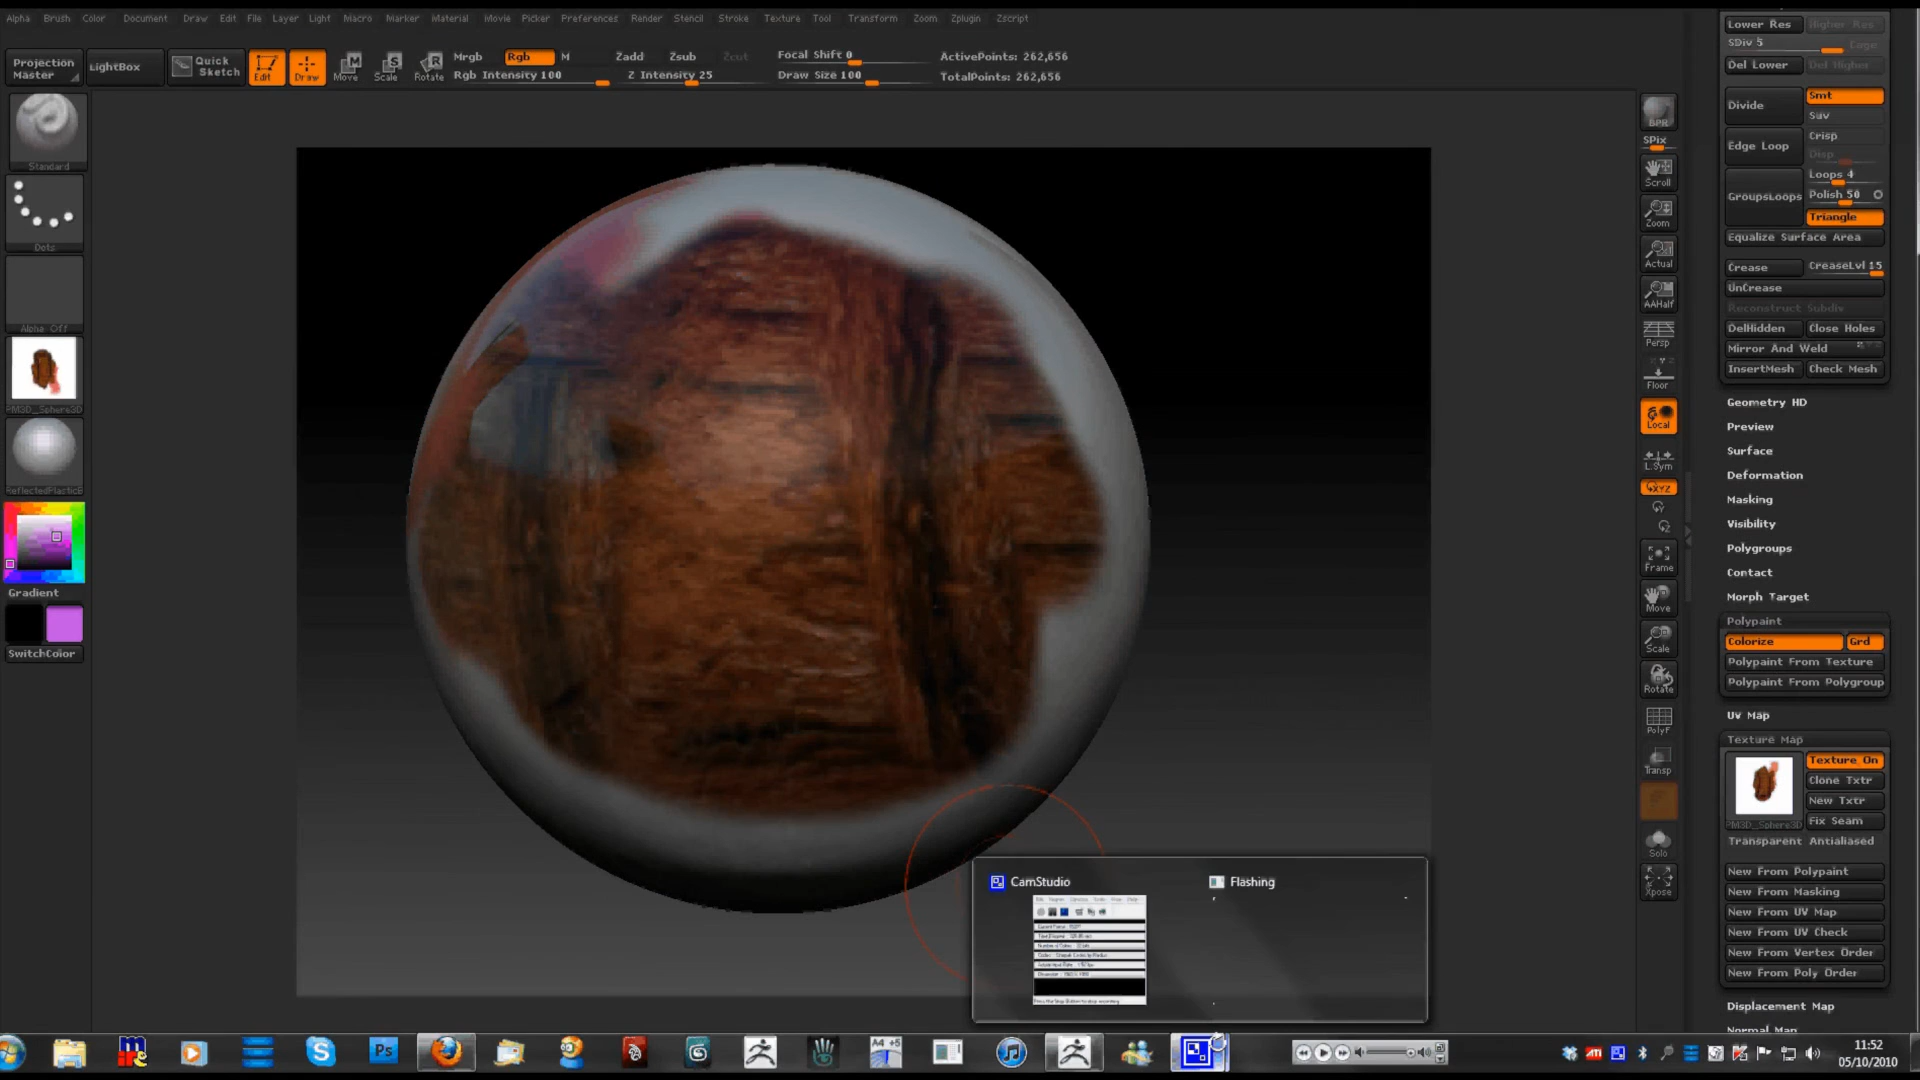 Alpha Brush Color Document Draw Edit File Layer Light Macro Marker Material Movie Picker Preferences Render Stencil Stroke Texture Tool Transform Zoom Zplugin Zscript
Projection Master
LightBox
Quick Sketch
Edit
Draw
Move
Scale
Rotate
Mrgb Rgb M
Rgb Intensity 100
Zadd Zsub Zcut
Z Intensity 25
Focal Shift 0
Draw Size 100
ActivePoints: 262,656
TotalPoints: 262,656
Standard
Dots
Alpha Off
PM3D_Sphere3D
Gradient
SwitchColor
BPR
SPix
Scroll
Zoom
Actual
AAHalf
Persp
Floor
Local
L.Sym
Frame
Move
Scale
Rotate
PolyF
Transp
Solo
Xpose
Lower Res Higher Res
SDiv 5 Cage
Del Lower Del Higher
Divide Smt
Suv
Edge Loop Crisp
Disp
Loops 4
GroupsLoops Polish 50
Triangle
Equalize Surface Area
Crease CreaseLvl 15
UnCrease
Reconstruct Subdiv
DelHidden Close Holes
Mirror And Weld
InsertMesh Check Mesh
Geometry HD
Preview
Surface
Deformation
Masking
Visibility
Polygroups
Contact
Morph Target
Polypaint
Colorize Grd
Polypaint From Texture
Polypaint From Polygroup
UV Map
Texture Map
Texture On
Clone Txtr
New Txtr
PM3D_Sphere3D Fix Seam
Transparent Antialiased
New From Polypaint
New From Masking
New From UV Map
New From UV Check
New From Vertex Order
New From Poly Order
Displacement Map
Normal Map
CamStudio
Flashing
Ps
A4 +5
11:52
05/10/2010